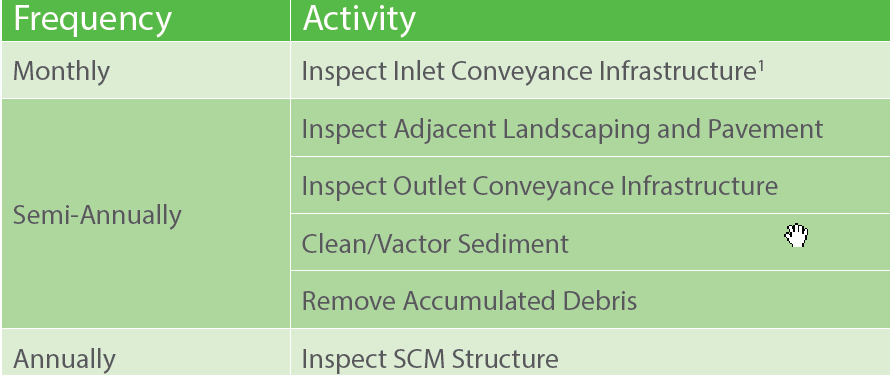 Frequency Activity
Monthly Inspect Inlet Conveyance Infrastructure¹
Semi-Annually
Inspect Adjacent Landscaping and Pavement
Inspect Outlet Conveyance Infrastructure
Clean/Vactor Sediment
Remove Accumulated Debris
Annually Inspect SCM Structure